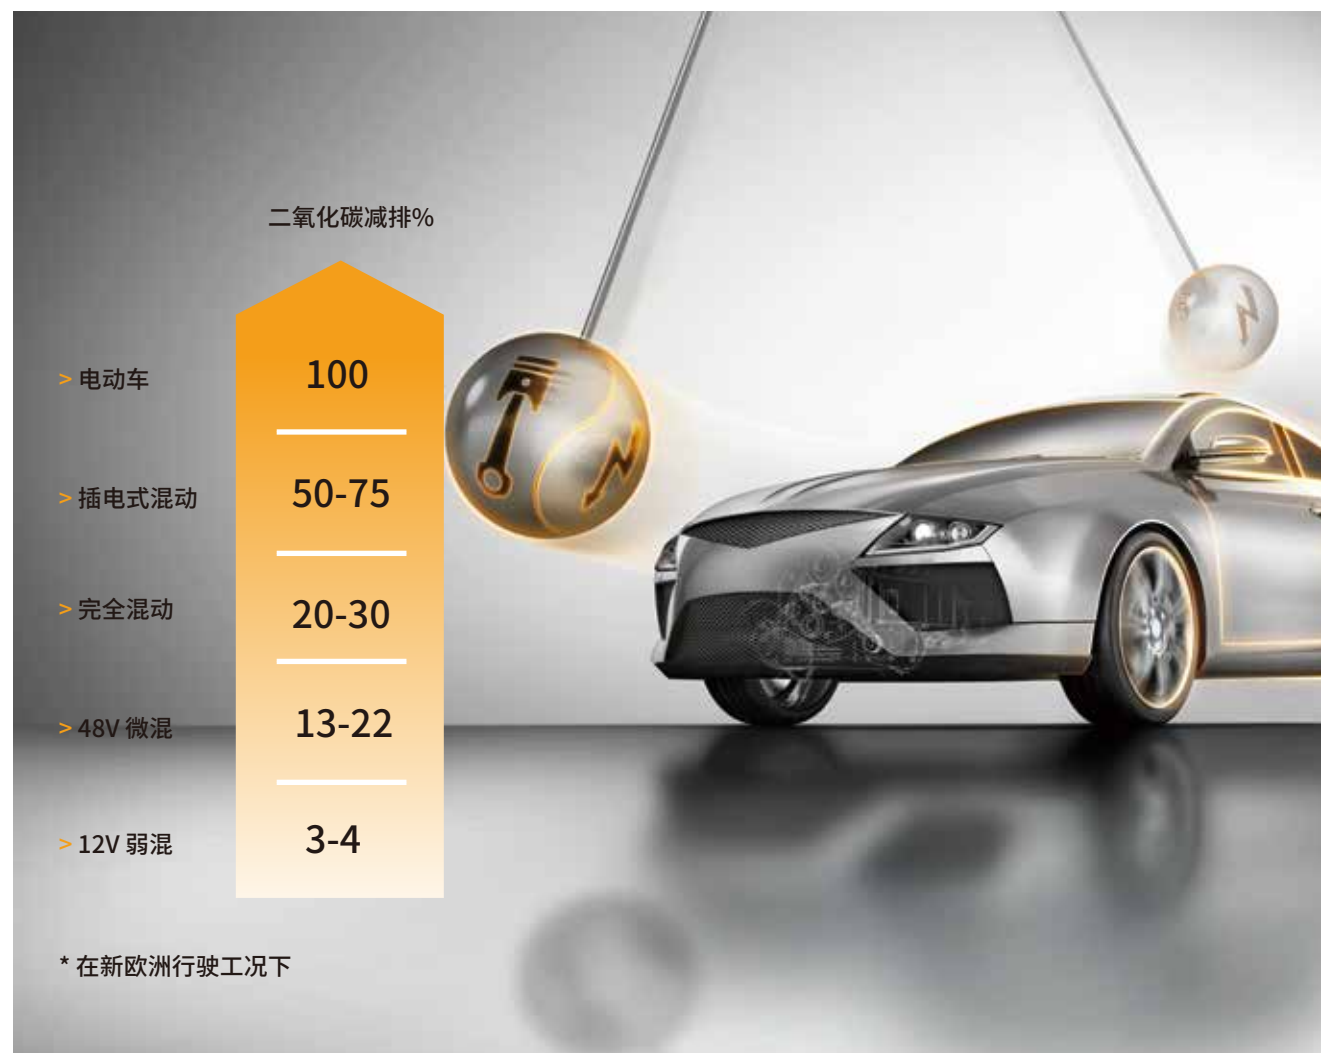 二氧化碳减排%
> 电动车 100
> 插电式混动 50-75
> 完全混动 20-30
> 48V 微混 13-22
> 12V 弱混 3-4
* 在新欧洲行驶工况下